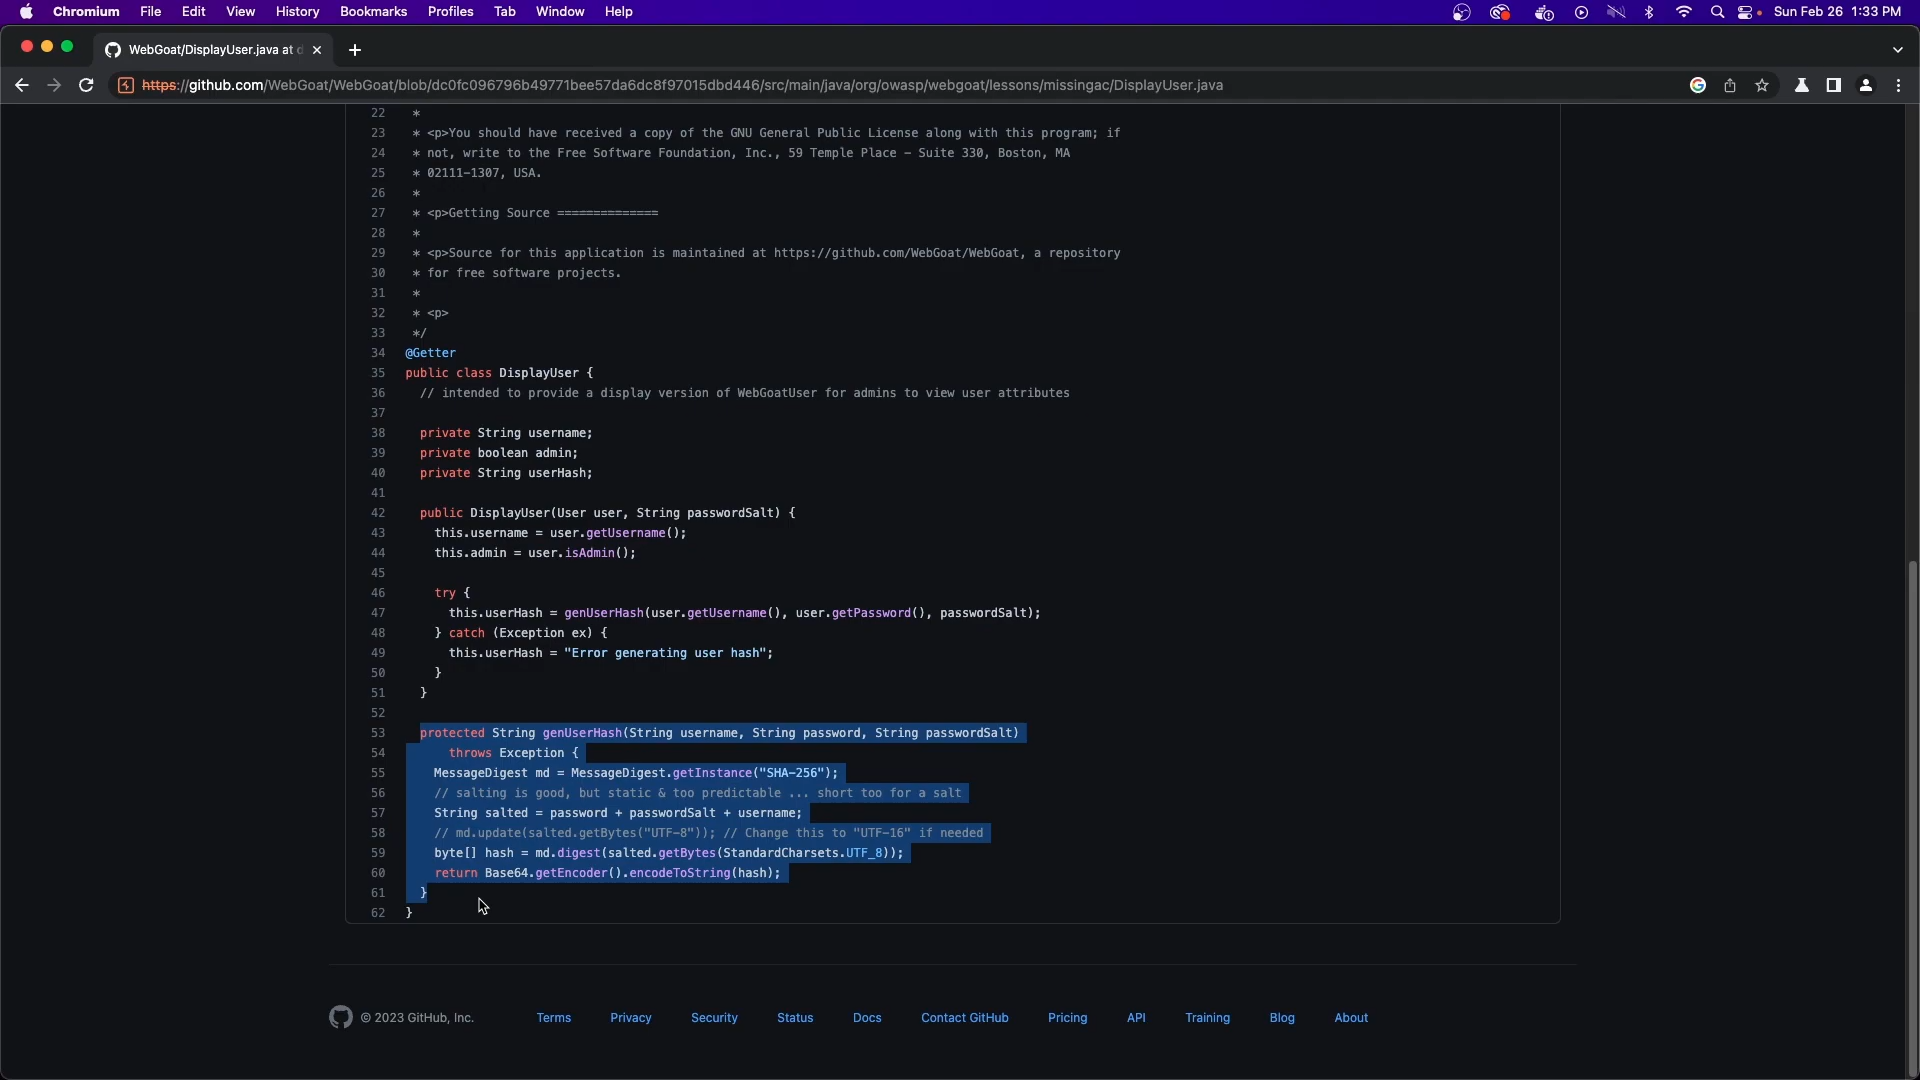 Chromium File Edit View History Bookmarks Profiles Tab Window Help Sun Feb 26 1:33 PM
WebGoat/DisplayUser.java at
https://github.com/WebGoat/WebGoat/blob/dc0fc096796b49771bee57da6dc8f97015dbd446/src/main/java/org/owasp/webgoat/lessons/missingac/DisplayUser.java
22 *
23 * <p>You should have received a copy of the GNU General Public License along with this program; if
24 * not, write to the Free Software Foundation, Inc., 59 Temple Place - Suite 330, Boston, MA
25 * 02111-1307, USA.
26 *
27 * <p>Getting Source ==============
28 *
29 * <p>Source for this application is maintained at https://github.com/WebGoat/WebGoat, a repository
30 * for free software projects.
31 *
32 * <p>
33 */
34 @Getter
35 public class DisplayUser {
36 // intended to provide a display version of WebGoatUser for admins to view user attributes
37
38 private String username;
39 private boolean admin;
40 private String userHash;
41
42 public DisplayUser(User user, String passwordSalt) {
43 this.username = user.getUsername();
44 this.admin = user.isAdmin();
45
46 try {
47 this.userHash = genUserHash(user.getUsername(), user.getPassword(), passwordSalt);
48 } catch (Exception ex) {
49 this.userHash = "Error generating user hash";
50 }
51 }
52
53 protected String genUserHash(String username, String password, String passwordSalt)
54 throws Exception {
55 MessageDigest md = MessageDigest.getInstance("SHA-256");
56 // salting is good, but static & too predictable ... short too for a salt
57 String salted = password + passwordSalt + username;
58 // md.update(salted.getBytes("UTF-8")); // Change this to "UTF-16" if needed
59 byte[] hash = md.digest(salted.getBytes(StandardCharsets.UTF_8));
60 return Base64.getEncoder().encodeToString(hash);
61 }
62 }
© 2023 GitHub, Inc. Terms Privacy Security Status Docs Contact GitHub Pricing API Training Blog About